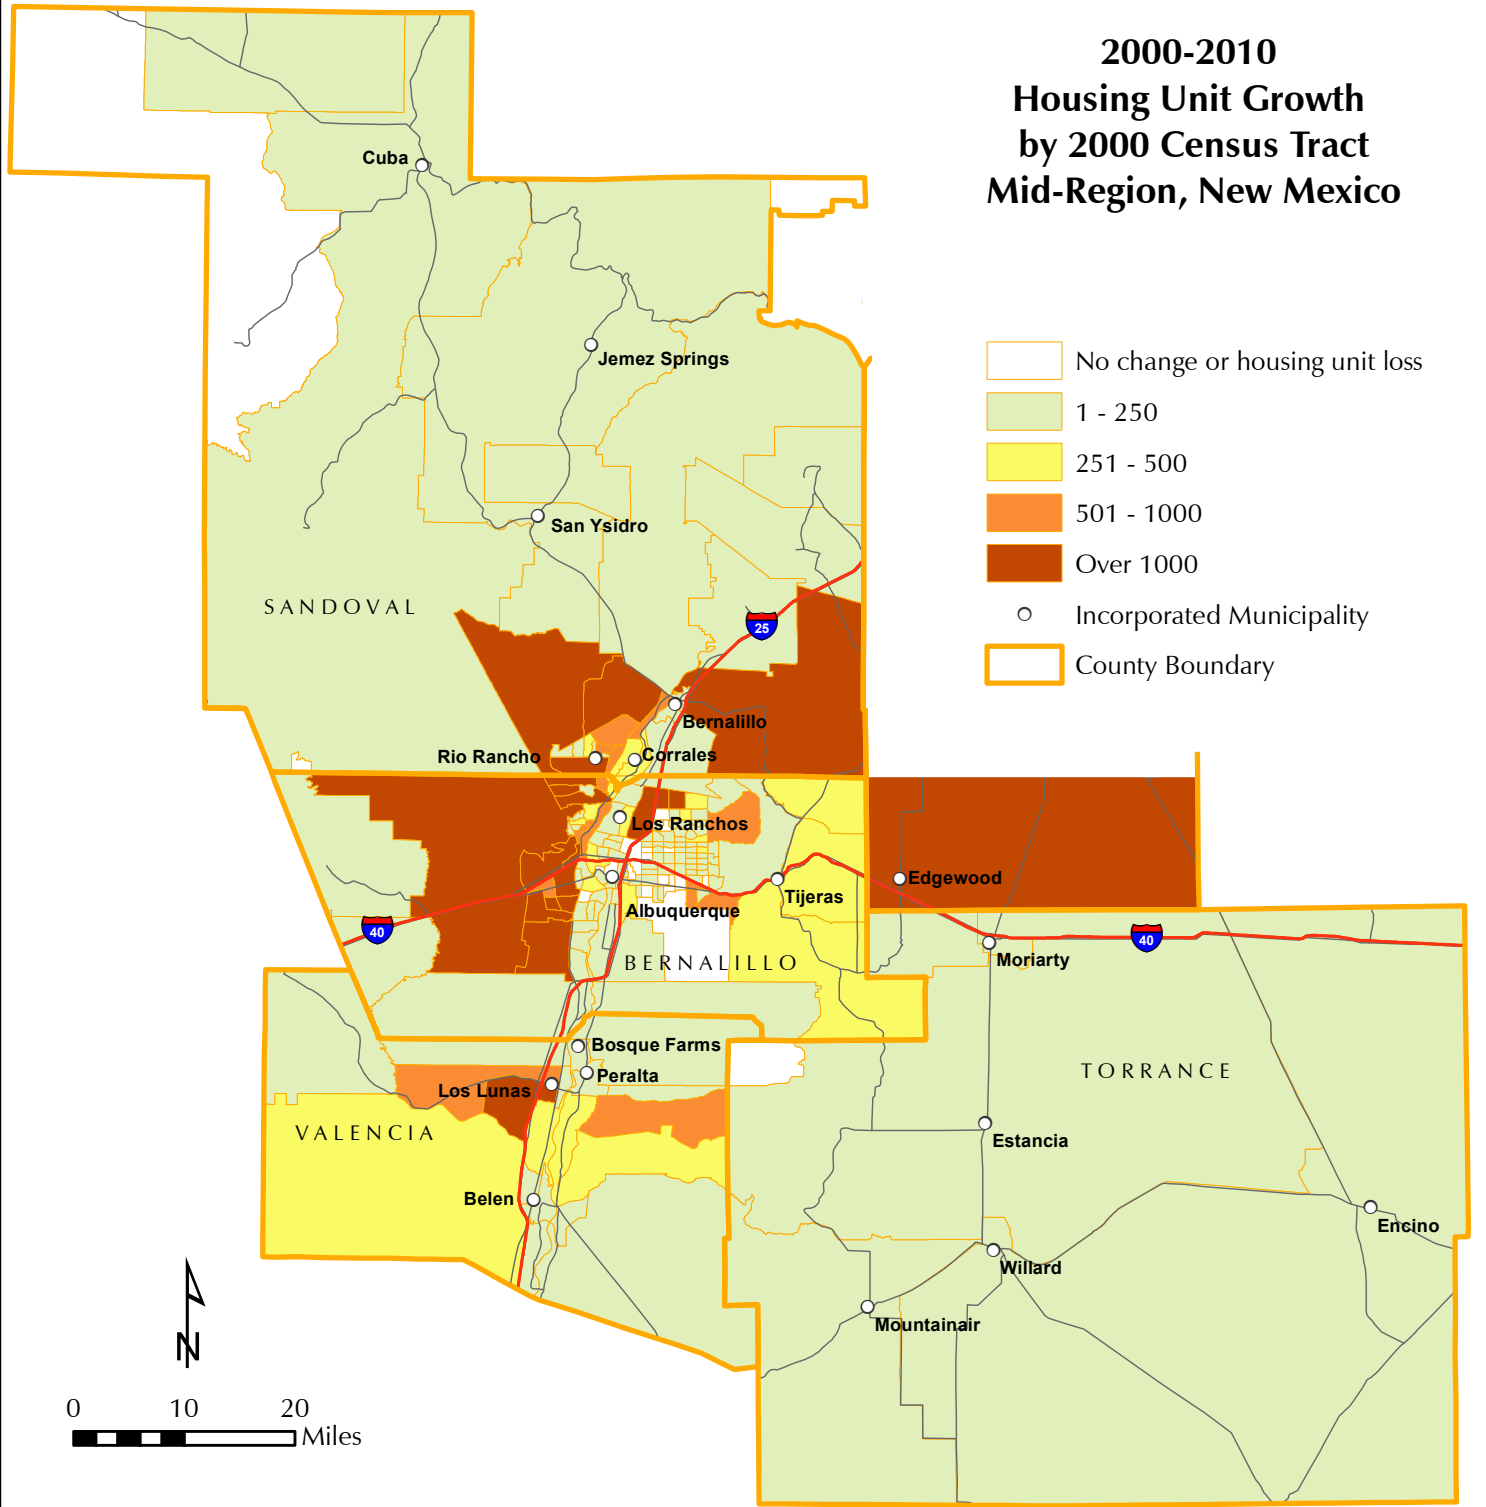 2000-2010
Housing Unit Growth
by 2000 Census Tract
Mid-Region, New Mexico
Cuba
Jemez Springs
No change or housing unit loss
1 - 250
251 - 500
501 - 1000
Over 1000
Incorporated Municipality
County Boundary
San Ysidro
SANDOVAL
25
Bernalillo
Rio Rancho
Corrales
Los Ranchos
Edgewood
Tijeras
Albuquerque
40
40
BERNALILLO
Moriarty
Bosque Farms
Peralta
Los Lunas
TORRANCE
VALENCIA
Estancia
Belen
Encino
Willard
Mountainair
N
0 10 20
Miles